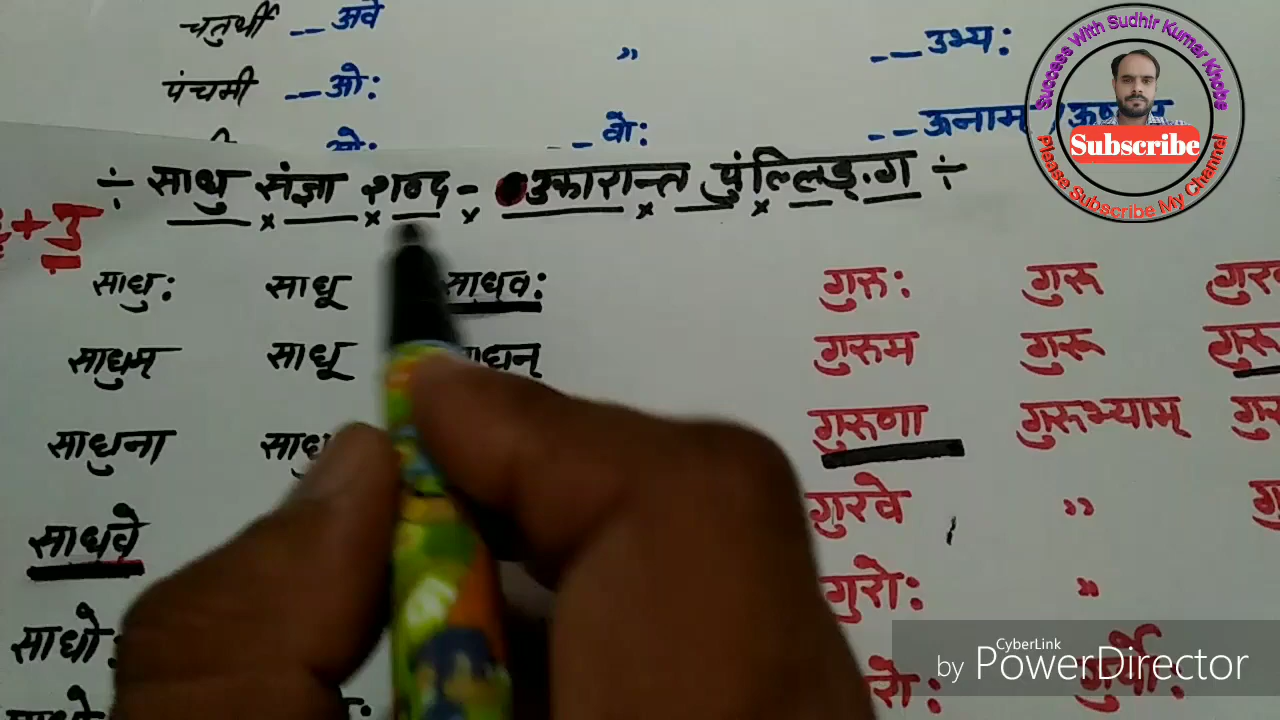 चतुर्थी -- अवे ,, -- उभ्य:
पंचमी -- ओ:
- वो: -- ऊनाम्
÷ साधु संज्ञा शब्द - उकारान्त पुंल्लिङ्ग ÷
+ उ
साधु: साधू साधव: गुरु: गुरू
साधुम् साधू गुरुम गुरू
साधुना गुरुणा गुरुभ्याम्
साधवे गुरवे ,,
साधो: गुरो: ,,
Success With Sudhir Kumar Khobs
Subscribe
Please Subscribe My Channel
CyberLink
by PowerDirector